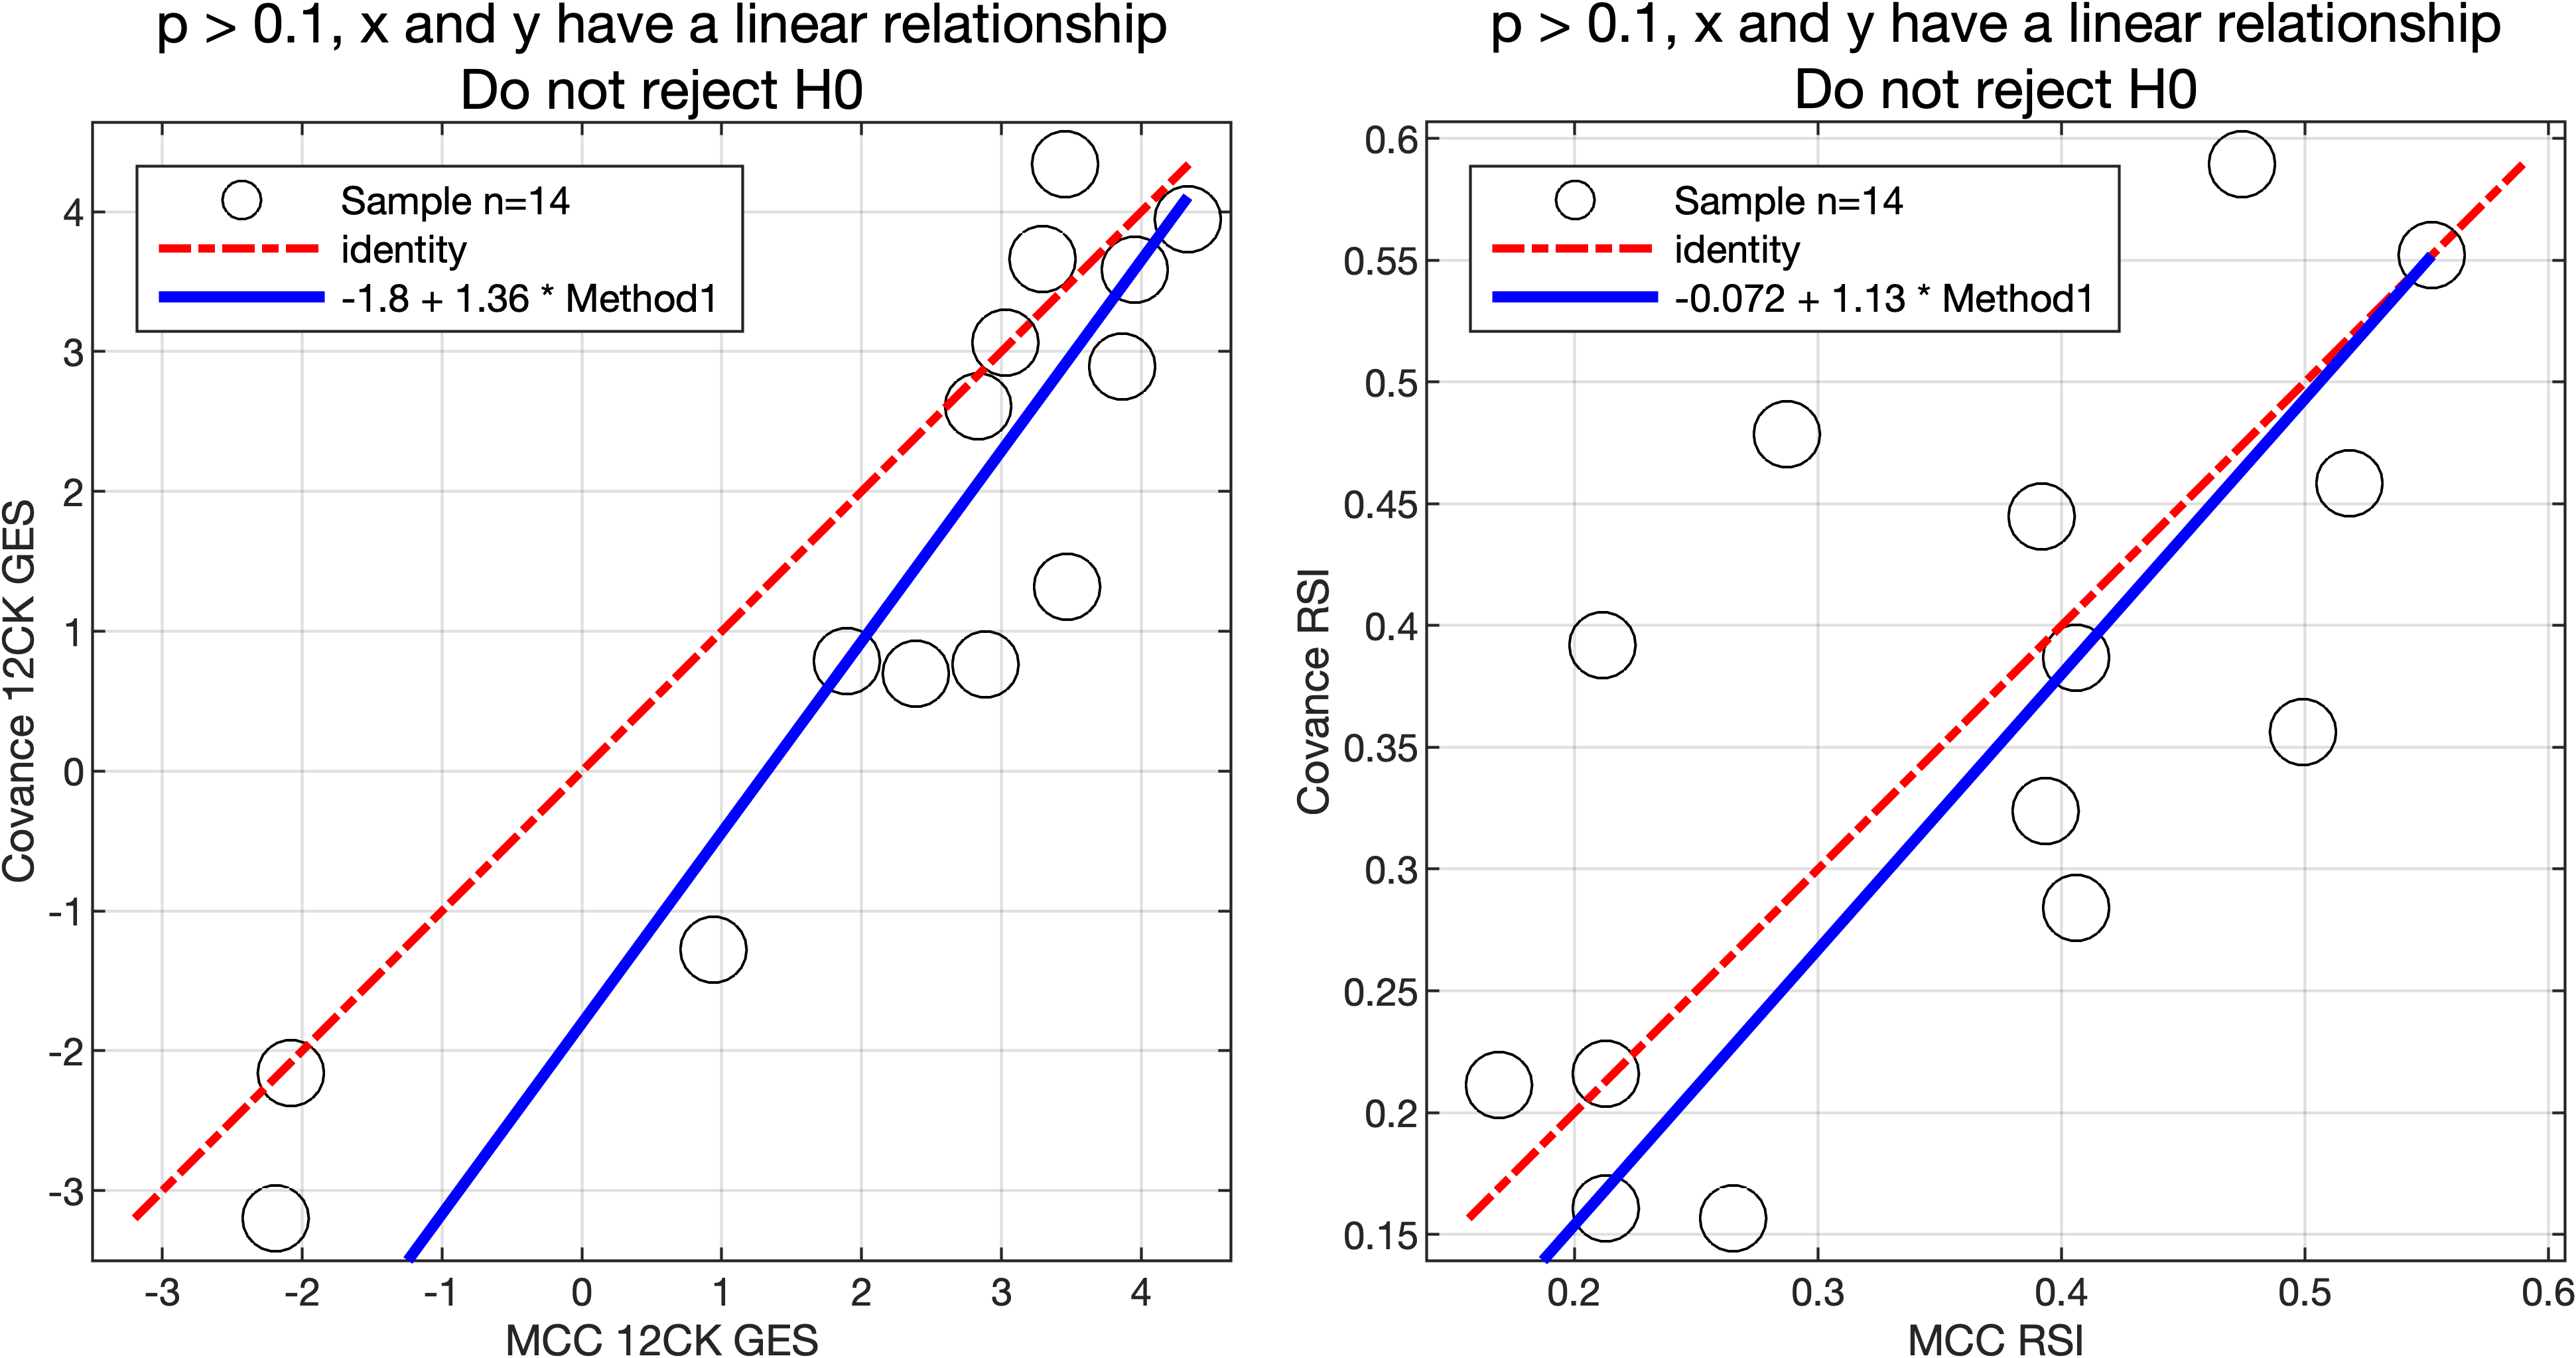 p > 0.1, x and y have a linear relationship
Do not reject H0
Sample n=14
identity
-1.8 + 1.36 * Method1
4
3
2
1
0
-1
-2
-3
Covance 12CK GES
-3
-2
-1
0
1
2
3
4
MCC 12CK GES
p > 0.1, x and y have a linear relationship
Do not reject H0
Sample n=14
identity
-0.072 + 1.13 * Method1
0.6
0.55
0.5
0.45
0.4
0.35
0.3
0.25
0.2
0.15
Covance RSI
0.2
0.3
0.4
0.5
0.6
MCC RSI